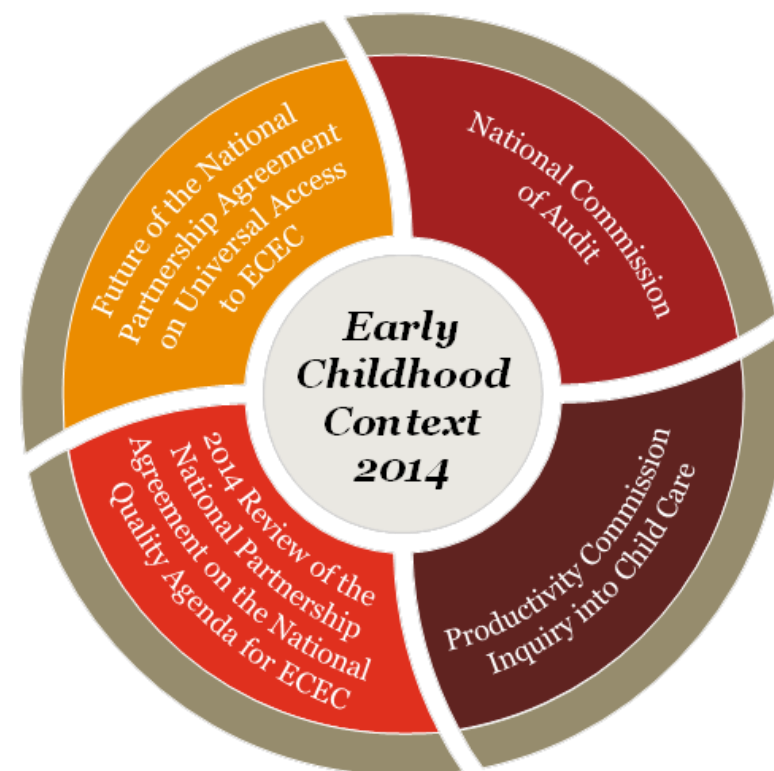 Future of the National
Partnership Agreement
on Universal Access
to ECEC
National Commission
of Audit
Early
Childhood
Context
2014
2014 Review of the
National Partnership
Agreement on the National
Quality Agenda for ECEC
Productivity Commission
Inquiry into Child Care